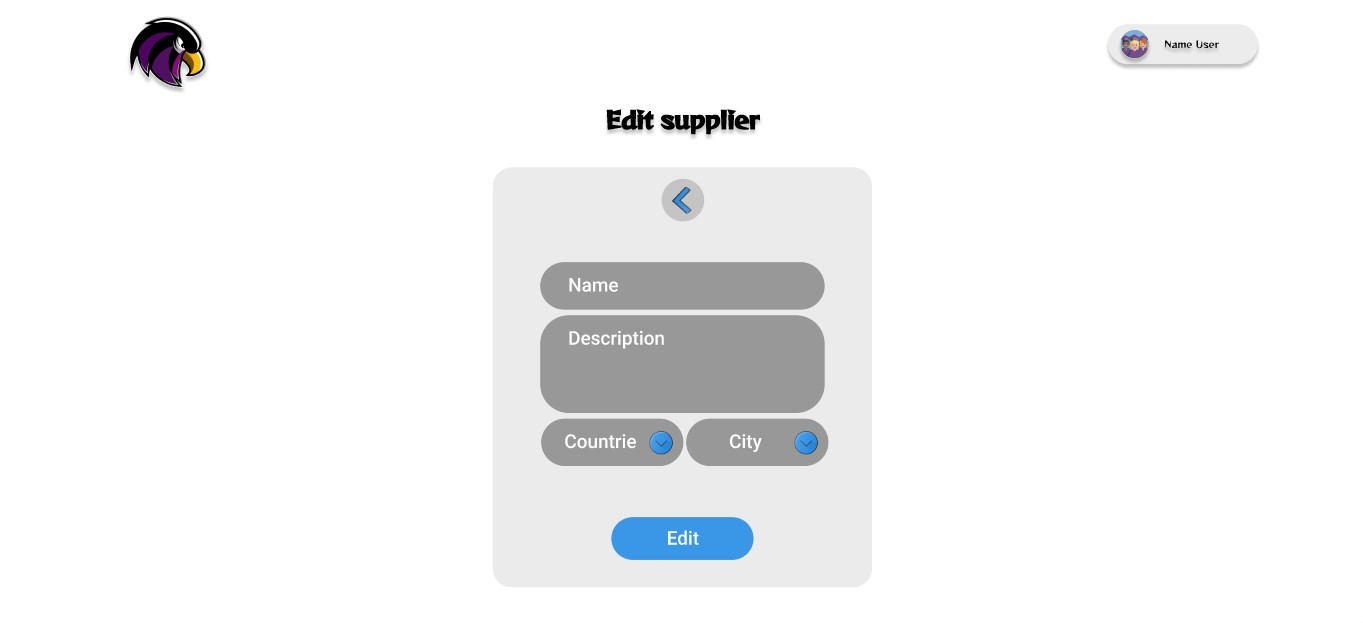 Name User
Edit supplier
Name
Description
Countrie
City
Edit